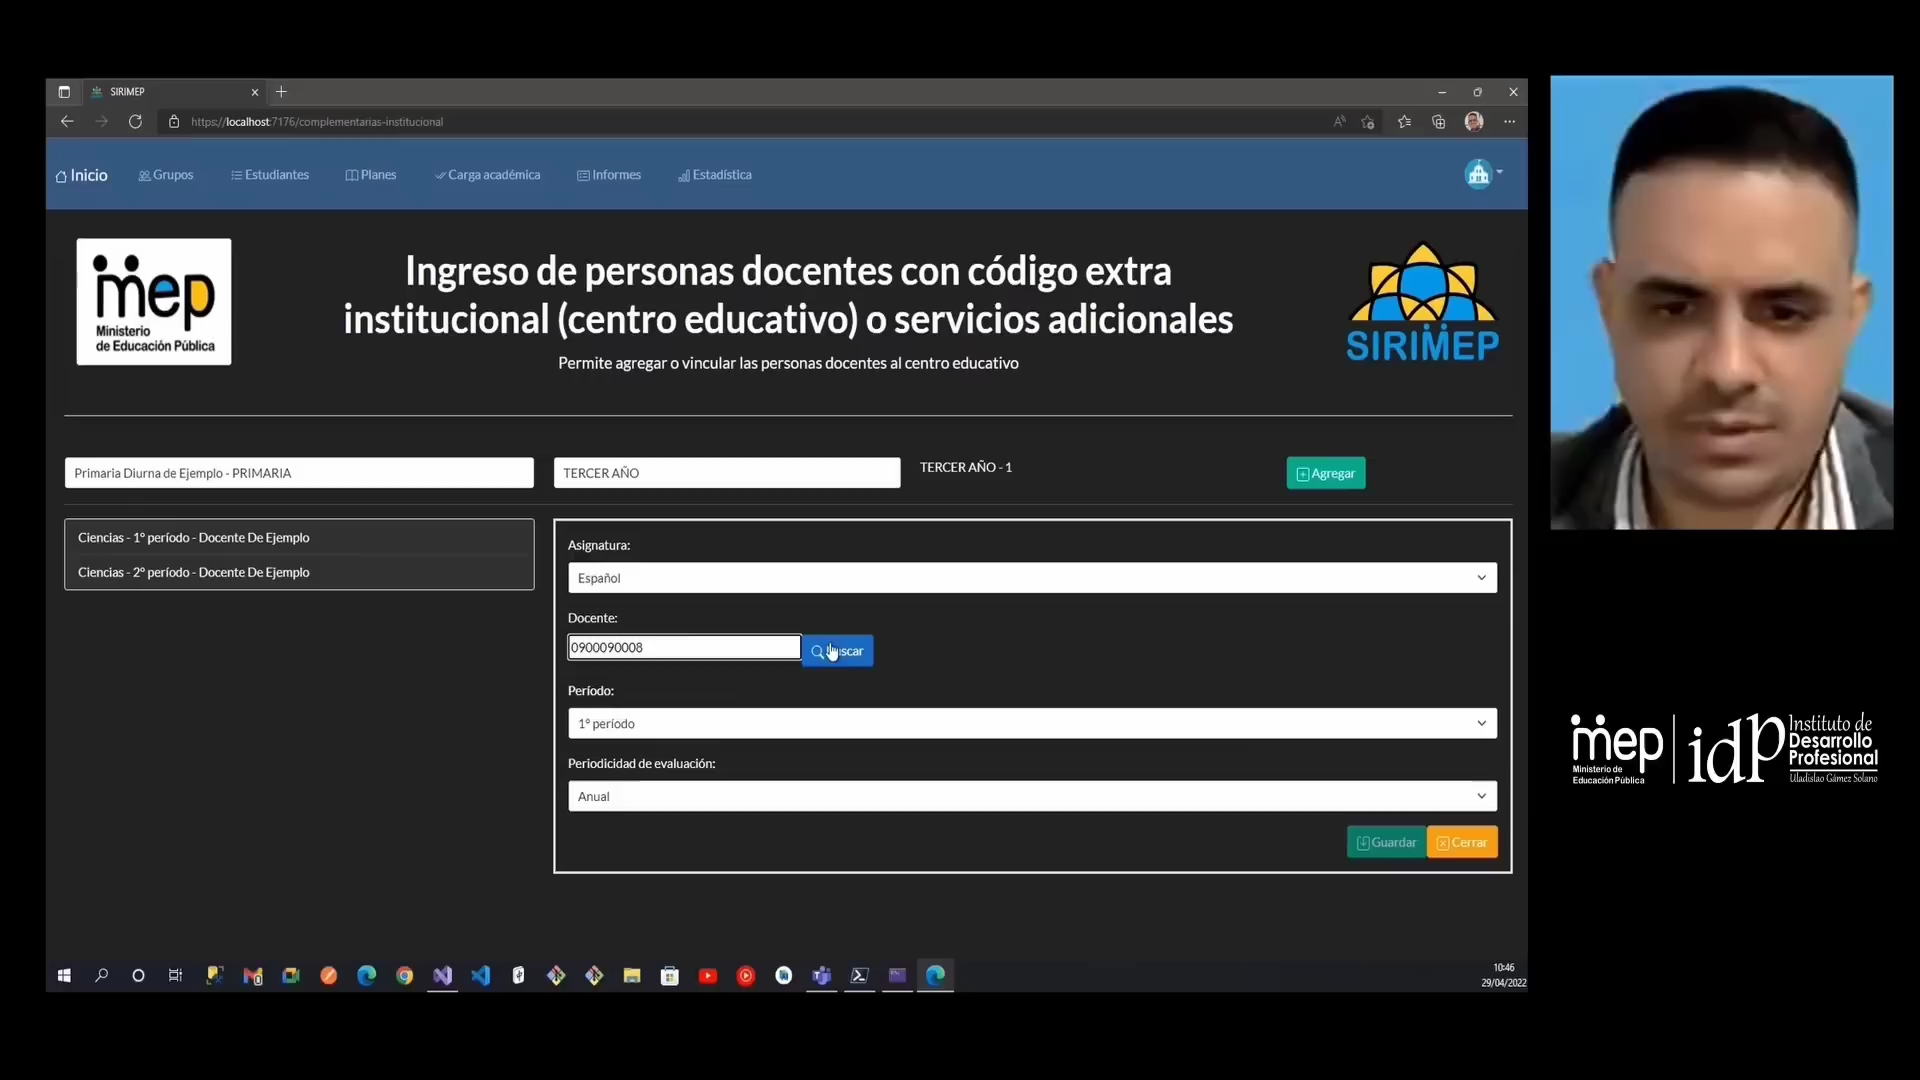 SIRIMEP
https://localhost:7176/complementarias-institucional
Inicio
Grupos
Estudiantes
Planes
Carga académica
Informes
Estadística
mep
Ministerio
de Educación Pública
Ingreso de personas docentes con código extra
institucional (centro educativo) o servicios adicionales
Permite agregar o vincular las personas docentes al centro educativo
SIRIMEP
Primaria Diurna de Ejemplo - PRIMARIA
TERCER AÑO
TERCER AÑO - 1
Agregar
Ciencias - 1° período - Docente De Ejemplo
Ciencias - 2° período - Docente De Ejemplo
Asignatura:
Español
Docente:
0900090008
Buscar
Período:
1° período
Periodicidad de evaluación:
Anual
Guardar
Cerrar
10:46
29/04/2022
mep
Ministerio de
Educación Pública
idp
Instituto de
Desarrollo
Profesional
Uladislao Gámez Solano